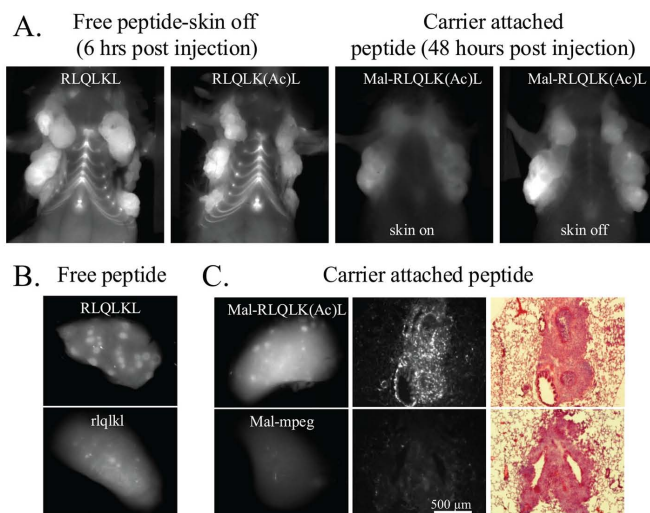 A.
Free peptide-skin off
(6 hrs post injection)
Carrier attached
peptide (48 hours post injection)
RLQLKL
RLQLK(Ac)L
Mal-RLQLK(Ac)L
Mal-RLQLK(Ac)L
skin on
skin off
B.
Free peptide
RLQLKL
rlqlkl
C.
Carrier attached peptide
Mal-RLQLK(Ac)L
Mal-mpeg
500 µm